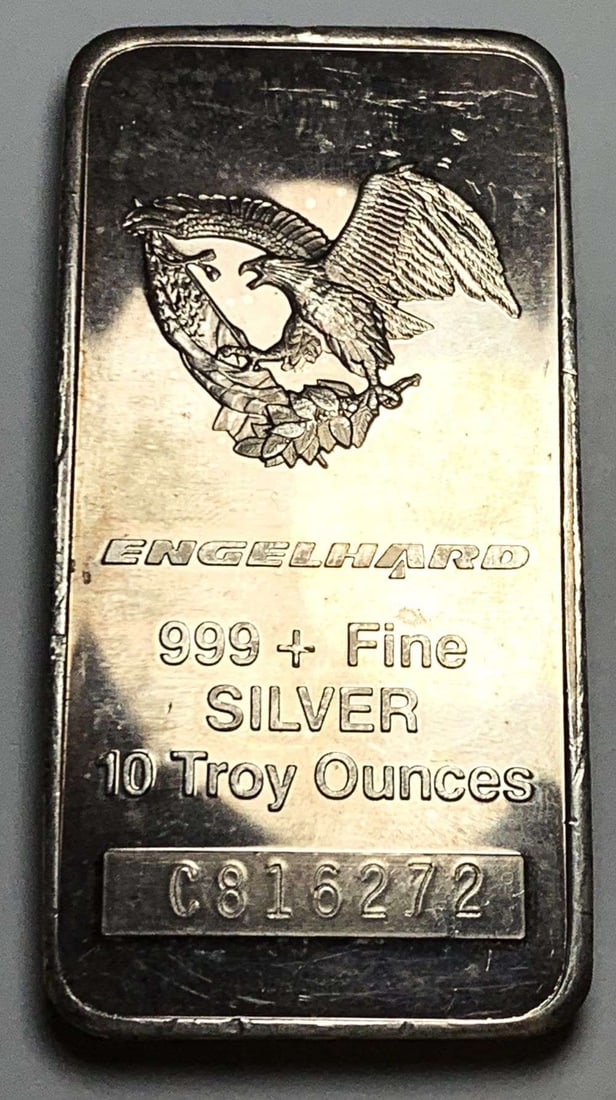 ENGELHARD
999 + Fine
SILVER
10 Troy Ounces
C816272